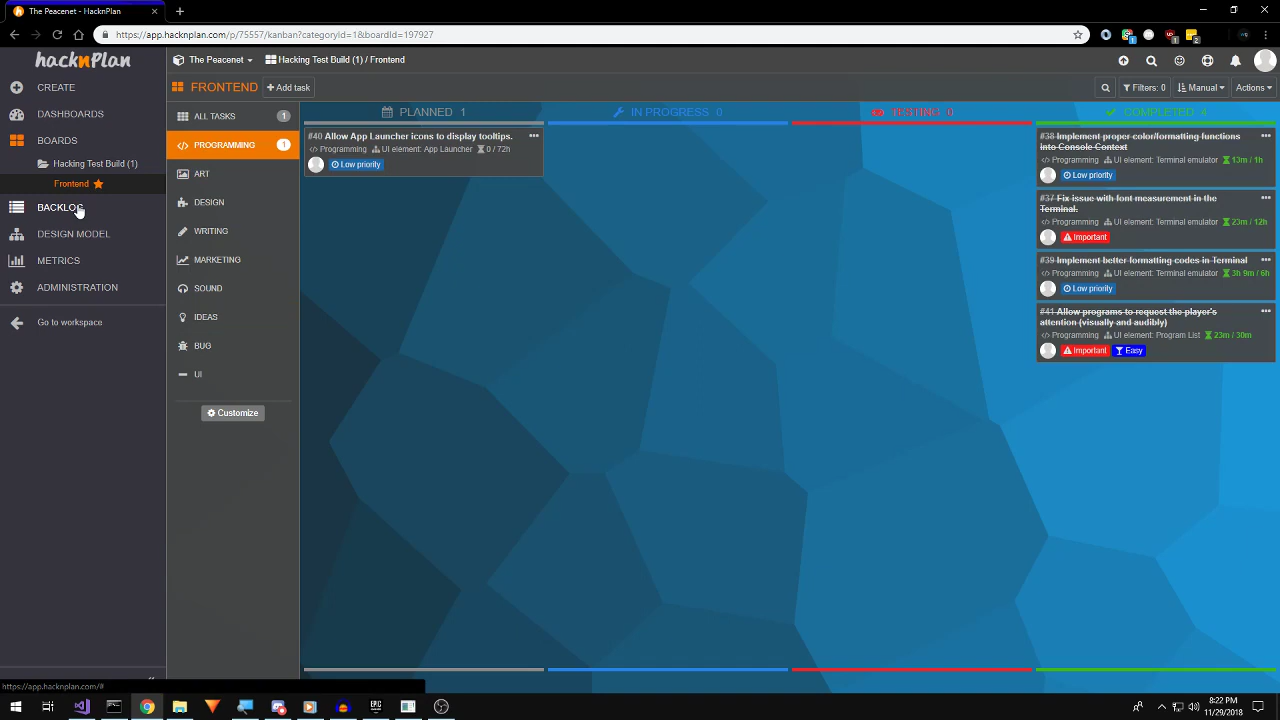 The Peacenet - HacknPlan
https://app.hacknplan.com/p/75557/kanban?categoryId=1&boardId=197927
hacknPlan
The Peacenet
Hacking Test Build (1) / Frontend
CREATE
DASHBOARDS
BOARDS
Hacking Test Build (1)
Frontend
BACKLOG
DESIGN MODEL
METRICS
ADMINISTRATION
Go to workspace
FRONTEND
Add task
Filters: 0
Manual
Actions
ALL TASKS 1
PROGRAMMING 1
ART
DESIGN
WRITING
MARKETING
SOUND
IDEAS
BUG
UI
Customize
PLANNED 1
#40 Allow App Launcher icons to display tooltips.
Programming UI element: App Launcher 0 / 72h
Low priority
IN PROGRESS 0
TESTING 0
COMPLETED 4
#38 Implement proper color/formatting functions
into Console Context
Programming UI element: Terminal emulator 13m / 1h
Low priority
#37 Fix issue with font measurement in the
Terminal.
Programming UI element: Terminal emulator 23m / 12h
Important
#39 Implement better formatting codes in Terminal
Programming UI element: Terminal emulator 3h 9m / 6h
Low priority
#41 Allow programs to request the player's
attention (visually and audibly)
Programming UI element: Program List 23m / 30m
Important Easy
https://app.hacknplan.com/#
8:22 PM
11/29/2018